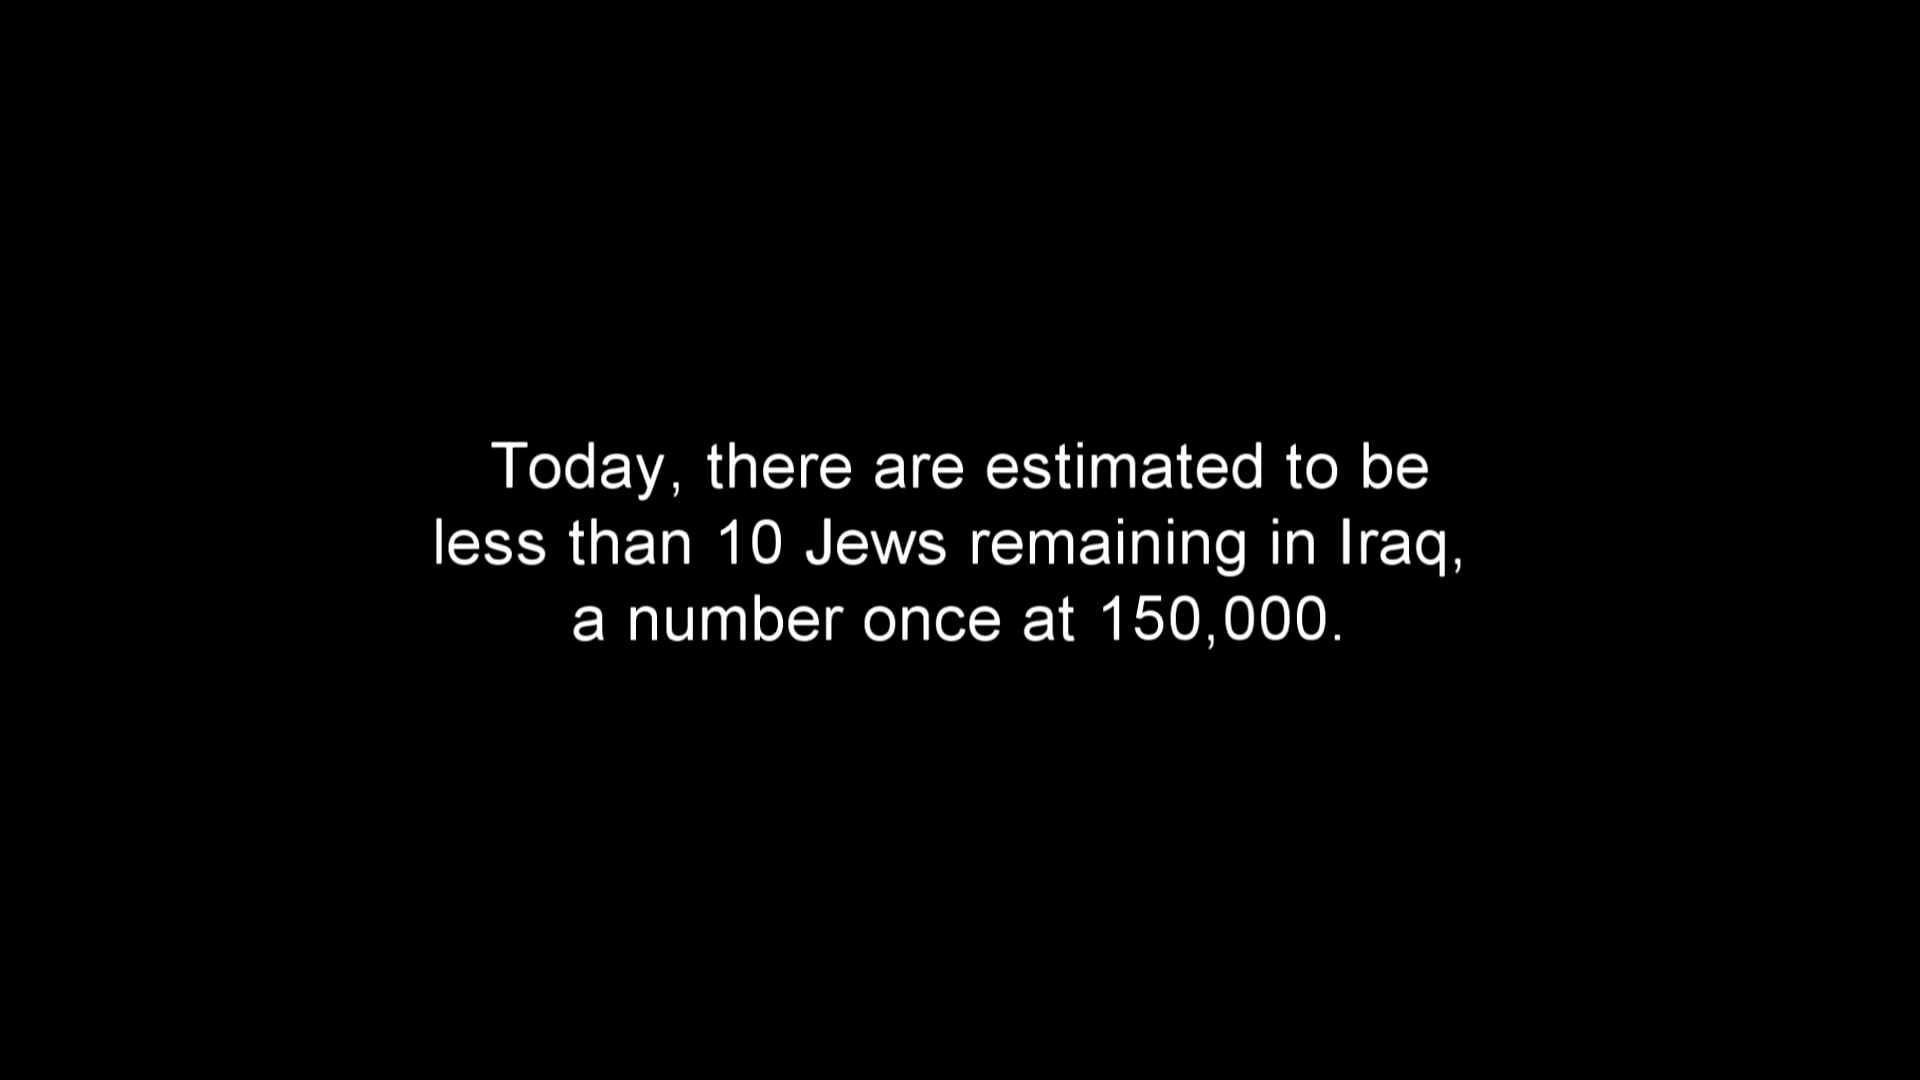 Today, there are estimated to be
less than 10 Jews remaining in Iraq,
a number once at 150,000.